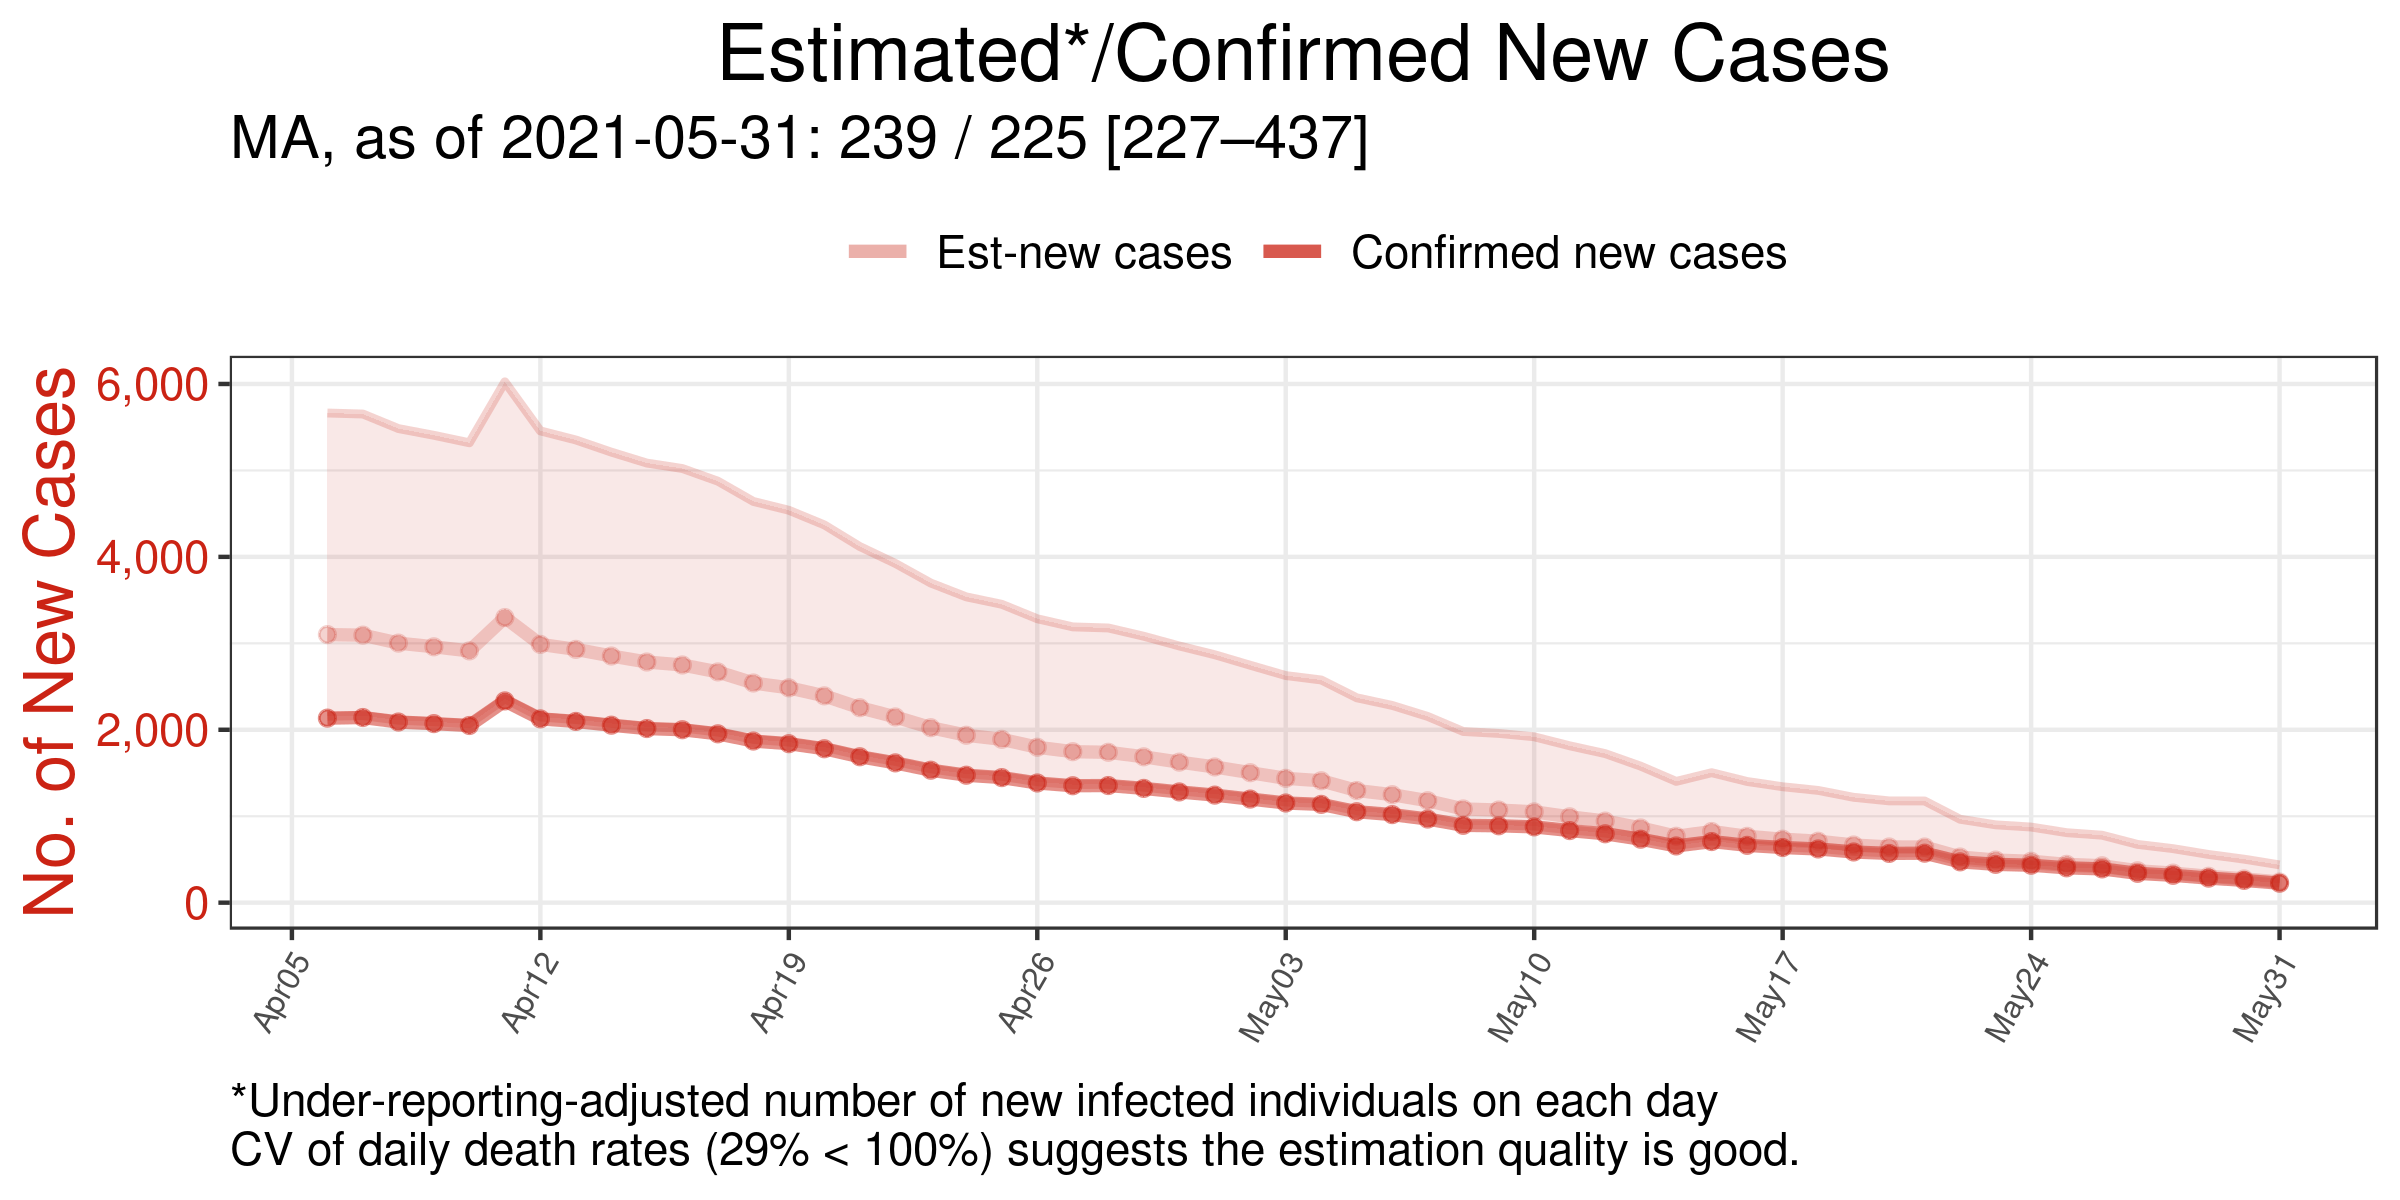 Estimated*/Confirmed New Cases
MA, as of 2021-05-31: 239 / 225 [227–437]
Est-new cases Confirmed new cases
No. of New Cases
6,000
4,000
2,000
0
Apr05 Apr12 Apr19 Apr26 May03 May10 May17 May24 May31
*Under-reporting-adjusted number of new infected individuals on each day
CV of daily death rates (29% < 100%) suggests the estimation quality is good.